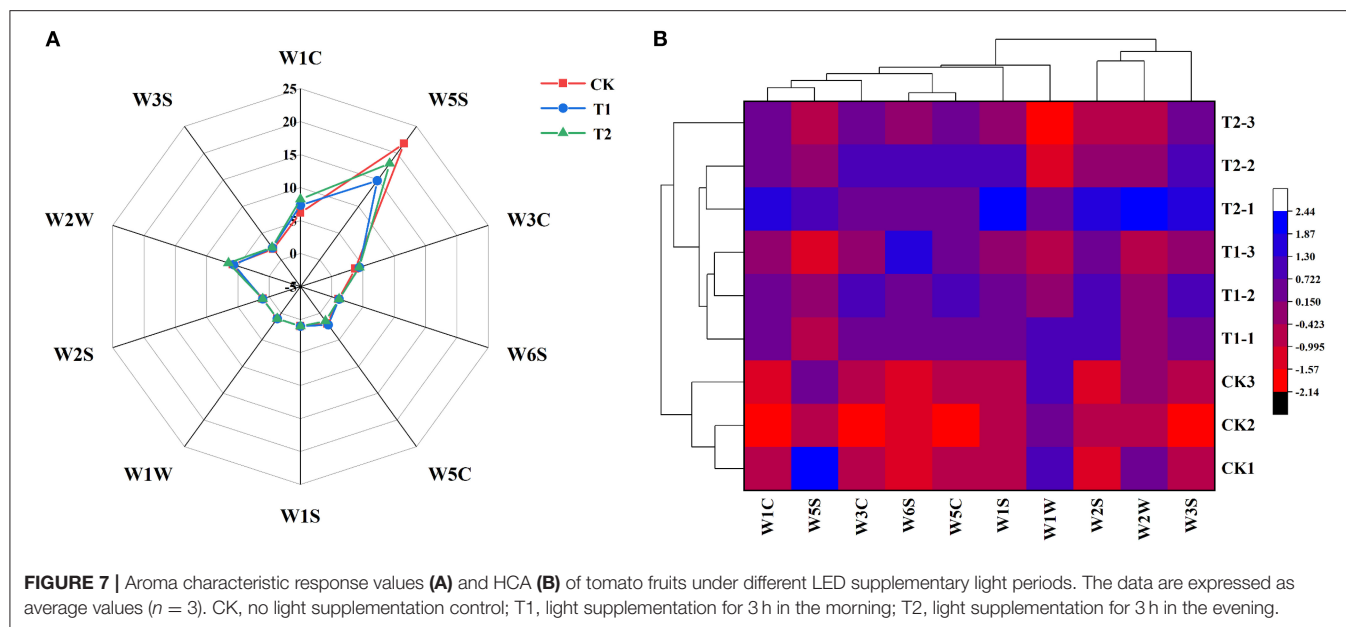 A
W1C
W5S
W3C
W6S
W5C
W1S
W1W
W2S
W2W
W3S
25
20
15
10
5
0
-5
CK
T1
T2
B
T2-3
T2-2
T2-1
T1-3
T1-2
T1-1
CK3
CK2
CK1
W1C
W5S
W3C
W6S
W5C
W1S
W1W
W2S
W2W
W3S
2.44
1.87
1.30
0.722
0.150
-0.423
-0.995
-1.57
-2.14
FIGURE 7 | Aroma characteristic response values (A) and HCA (B) of tomato fruits under different LED supplementary light periods. The data are expressed as
average values (n = 3). CK, no light supplementation control; T1, light supplementation for 3 h in the morning; T2, light supplementation for 3 h in the evening.